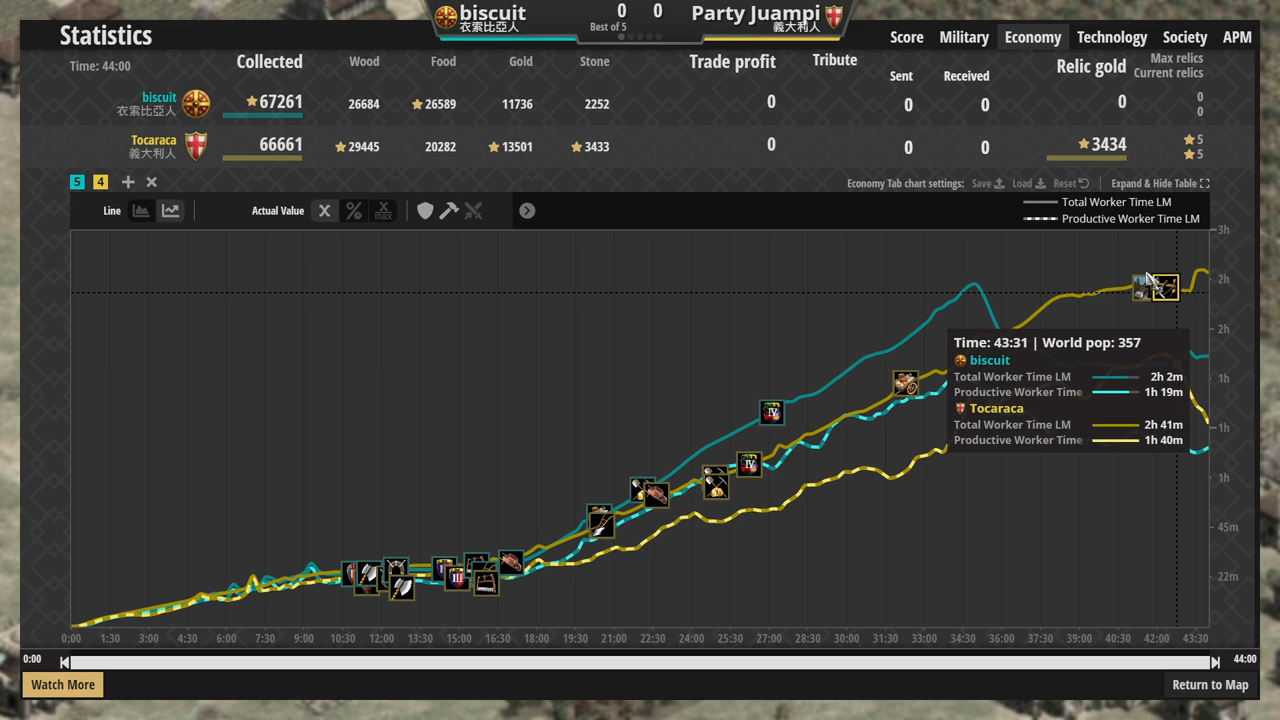 biscuit
衣索比亞人
0 0
Best of 5
Party Juampi
義大利人
Statistics
Score Military Economy Technology Society APM
Time: 44:00
Collected Wood Food Gold Stone Trade profit Tribute Sent Received Relic gold Max relics
Current relics
biscuit
衣索比亞人
67261 26684 26589 11736 2252 0 0 0 0 0
0
Tocaraca
義大利人
66661 29445 20282 13501 3433 0 0 0 3434 5
5
5 4
Economy Tab chart settings: Save Load Reset Expand & Hide Table
Line Actual Value X % X/max
Total Worker Time LM
Productive Worker Time LM
3h
2h
2h
1h
1h
1h
45m
22m
IV
IV
III
Time: 43:31 | World pop: 357
biscuit
Total Worker Time LM 2h 2m
Productive Worker Time 1h 19m
Tocaraca
Total Worker Time LM 2h 41m
Productive Worker Time 1h 40m
0:00 1:30 3:00 4:30 6:00 7:30 9:00 10:30 12:00 13:30 15:00 16:30 18:00 19:30 21:00 22:30 24:00 25:30 27:00 28:30 30:00 31:30 33:00 34:30 36:00 37:30 39:00 40:30 42:00 43:30
0:00 44:00
Watch More
Return to Map